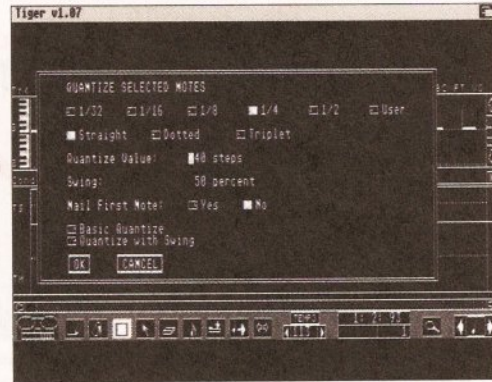 Tiger v1.07
QUANTIZE SELECTED NOTES
1/32 1/16 1/8 1/4 1/2 User
Straight Dotted Triplet
Quantize Value: 40 steps
Swing: 50 percent
Nail First Note: Yes No
Basic Quantize
Quantize with Swing
OK CANCEL
TEMPO